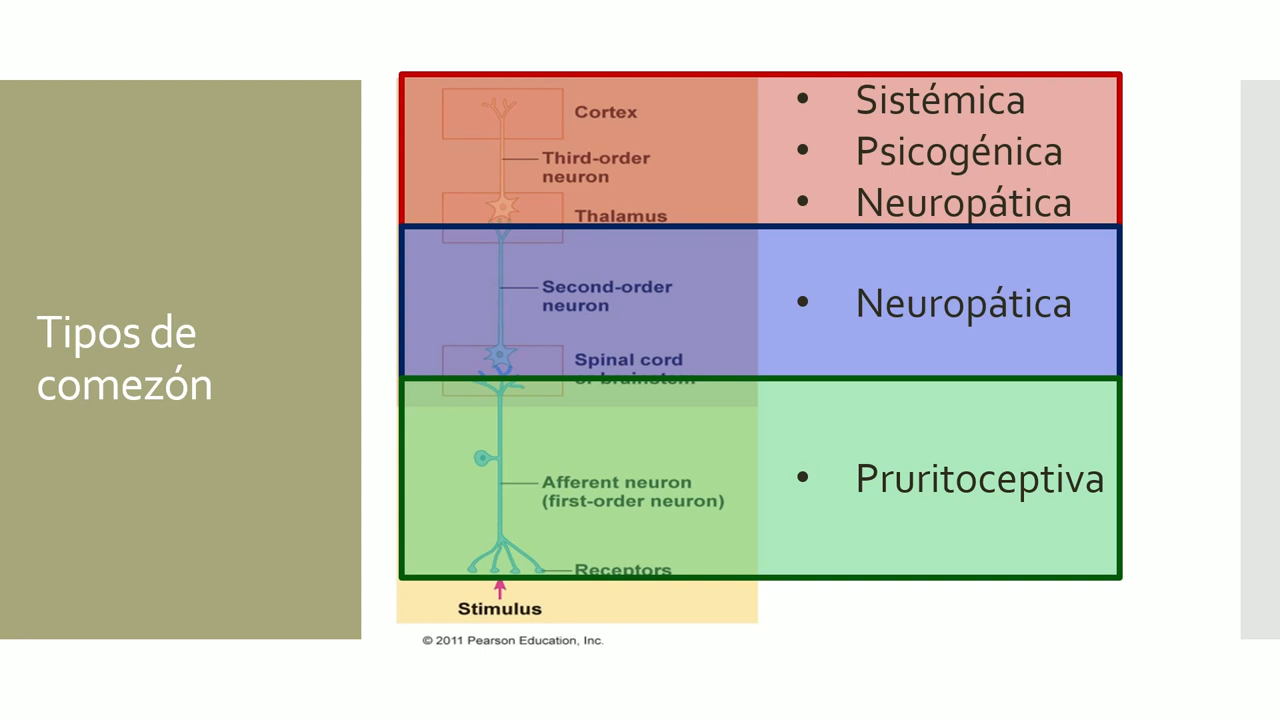 Tipos de
comezón
Cortex
Third-order
neuron
Thalamus
Second-order
neuron
Spinal cord
or brainstem
Afferent neuron
(first-order neuron)
Receptors
Stimulus
© 2011 Pearson Education, Inc.
• Sistémica
• Psicogénica
• Neuropática
• Neuropática
• Pruritoceptiva